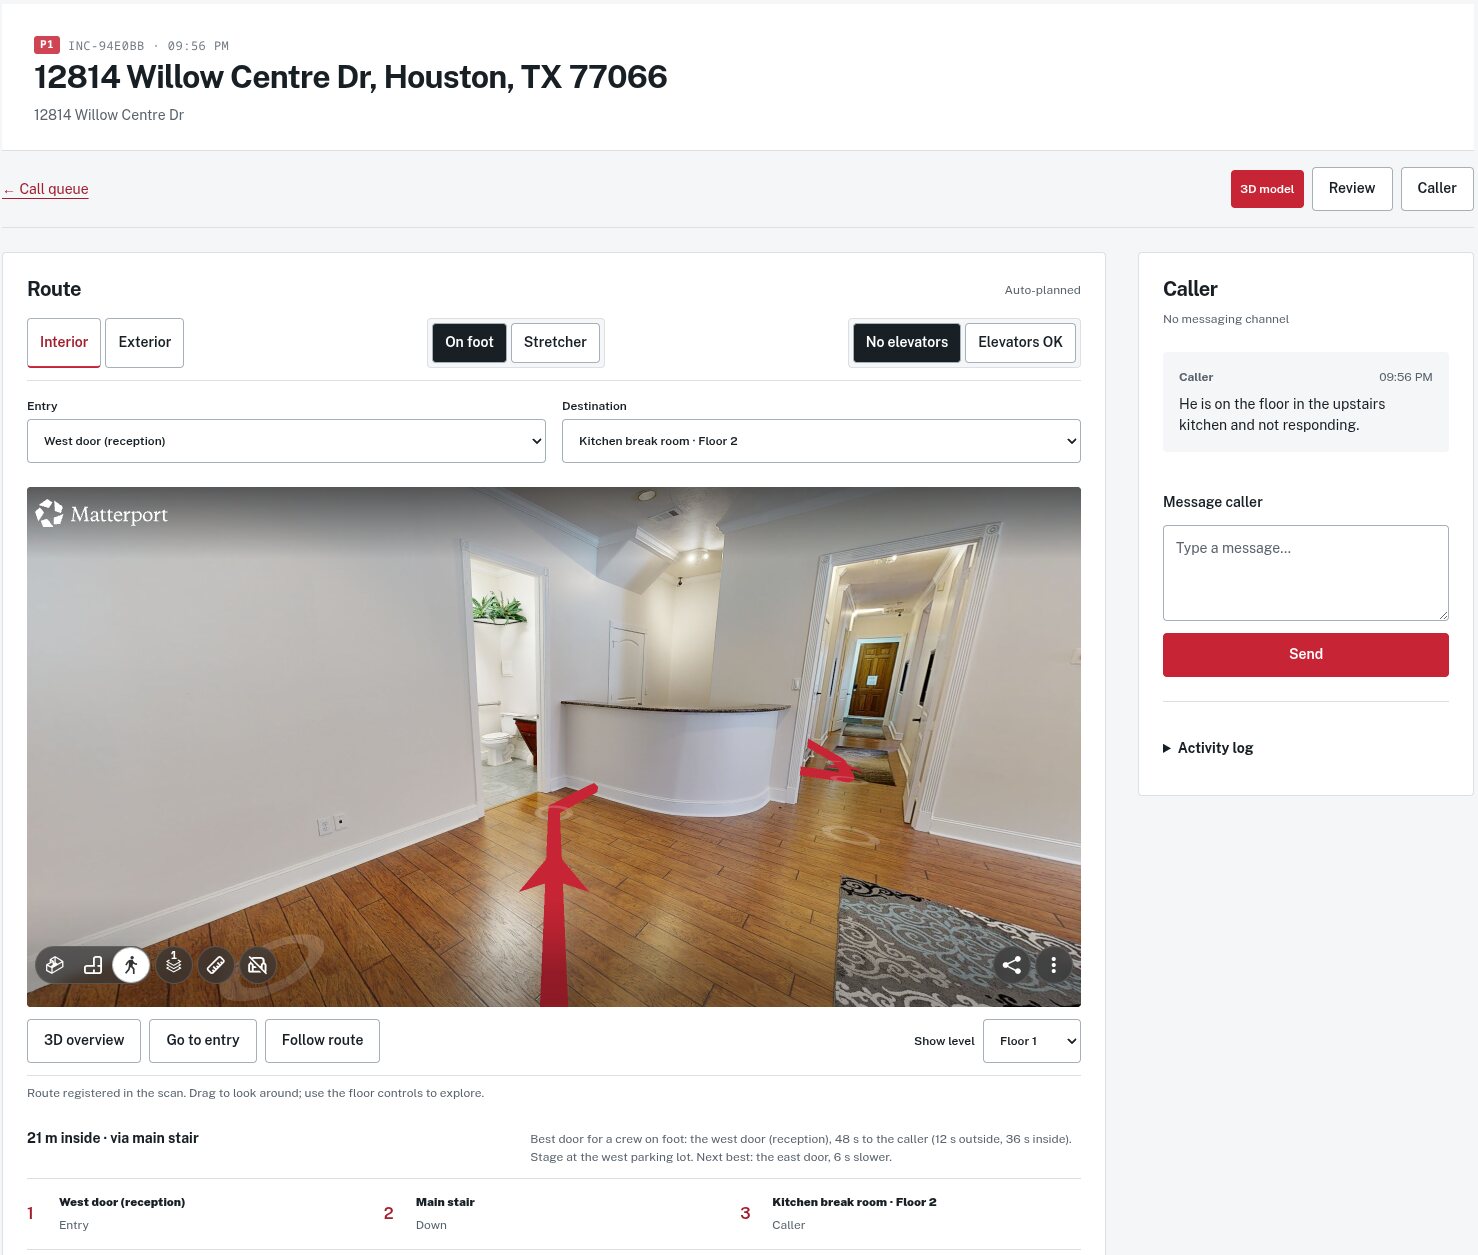 P1 INC-94E0BB · 09:56 PM
12814 Willow Centre Dr, Houston, TX 77066
12814 Willow Centre Dr
← Call queue
3D model
Review
Caller
Route
Auto-planned
Interior
Exterior
On foot
Stretcher
No elevators
Elevators OK
Entry
West door (reception)
Destination
Kitchen break room · Floor 2
Matterport
1
3D overview
Go to entry
Follow route
Show level
Floor 1
Route registered in the scan. Drag to look around; use the floor controls to explore.
21 m inside · via main stair
Best door for a crew on foot: the west door (reception), 48 s to the caller (12 s outside, 36 s inside).
Stage at the west parking lot. Next best: the east door, 6 s slower.
1
West door (reception)
Entry
2
Main stair
Down
3
Kitchen break room · Floor 2
Caller
Caller
No messaging channel
Caller
09:56 PM
He is on the floor in the upstairs
kitchen and not responding.
Message caller
Type a message...
Send
Activity log